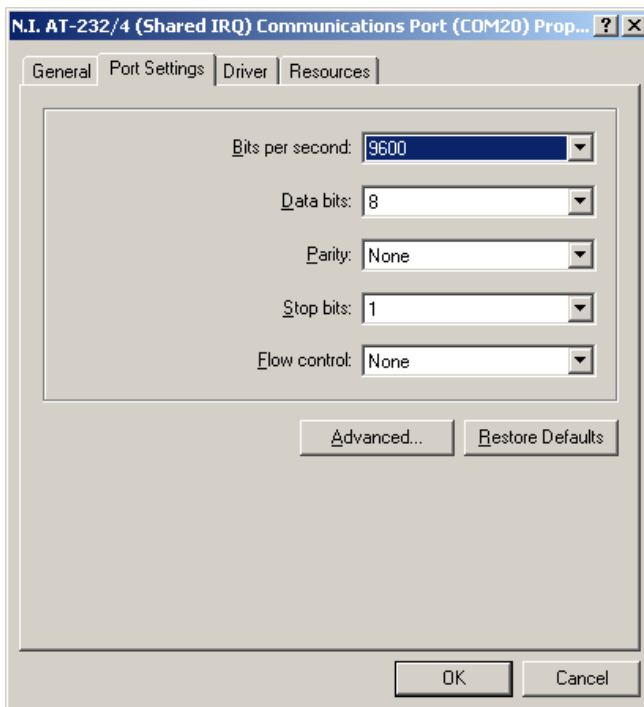 N.I. AT-232/4 (Shared IRQ) Communications Port (COM20) Prop... ? X
General Port Settings Driver Resources
Bits per second: 9600
Data bits: 8
Parity: None
Stop bits: 1
Flow control: None
Advanced... Restore Defaults
OK Cancel